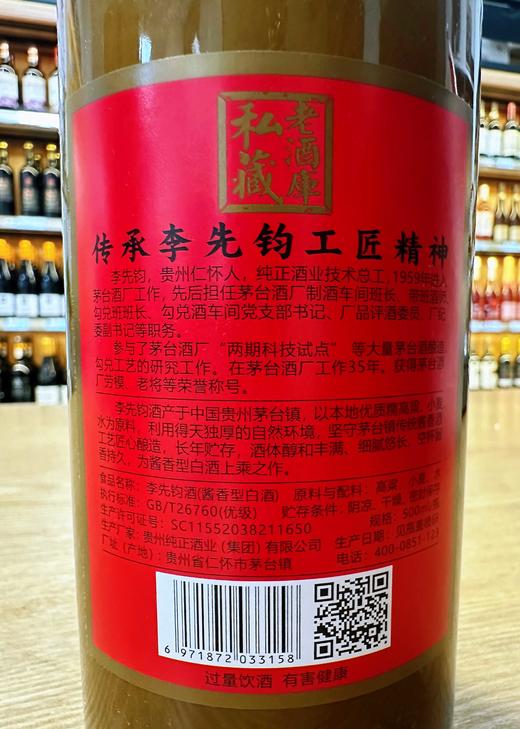 老酒库
私藏
传承李先钧工匠精神
李先钧，贵州仁怀人，纯正酒业技术总工，1959年进入
茅台酒厂工作，先后担任茅台酒厂制酒车间班长、带班酒师、
勾兑班班长、勾兑酒车间党支部书记、厂品评酒委员、厂纪
委副书记等职务。
参与了茅台酒厂“两期科技试点”等大量茅台酒酿造、
勾兑工艺的研究工作。在茅台酒厂工作35年。获得茅台酒
厂劳模、老将等荣誉称号。
李先钧酒产于中国贵州茅台镇，以本地优质糯高粱、小麦、
水为原料，利用得天独厚的自然环境，坚守茅台镇传统酱香酒
工艺匠心酿造，长年贮存，酒体醇和丰满、细腻悠长、空杯留
香持久，为酱香型白酒上乘之作。
食品名称：李先钧酒(酱香型白酒) 原料与配料：高粱、小麦、水
执行标准：GB/T26760(优级) 贮存条件：阴凉、干燥、密封保存
生产许可证号：SC11552038211650 规格：500mL/瓶
生产厂家：贵州纯正酒业（集团）有限公司 生产日期：见瓶盖喷码
厂址（产地）：贵州省仁怀市茅台镇 电话：400-0851-123
6 971872 033158
过量饮酒 有害健康